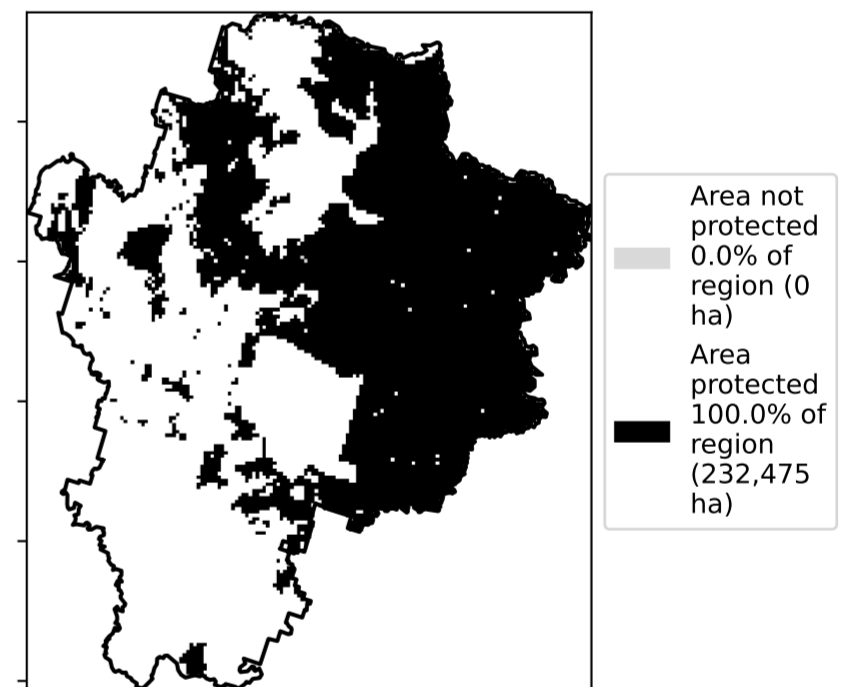 Area not
protected
0.0% of
region (0
ha)
Area
protected
100.0% of
region
(232,475
ha)